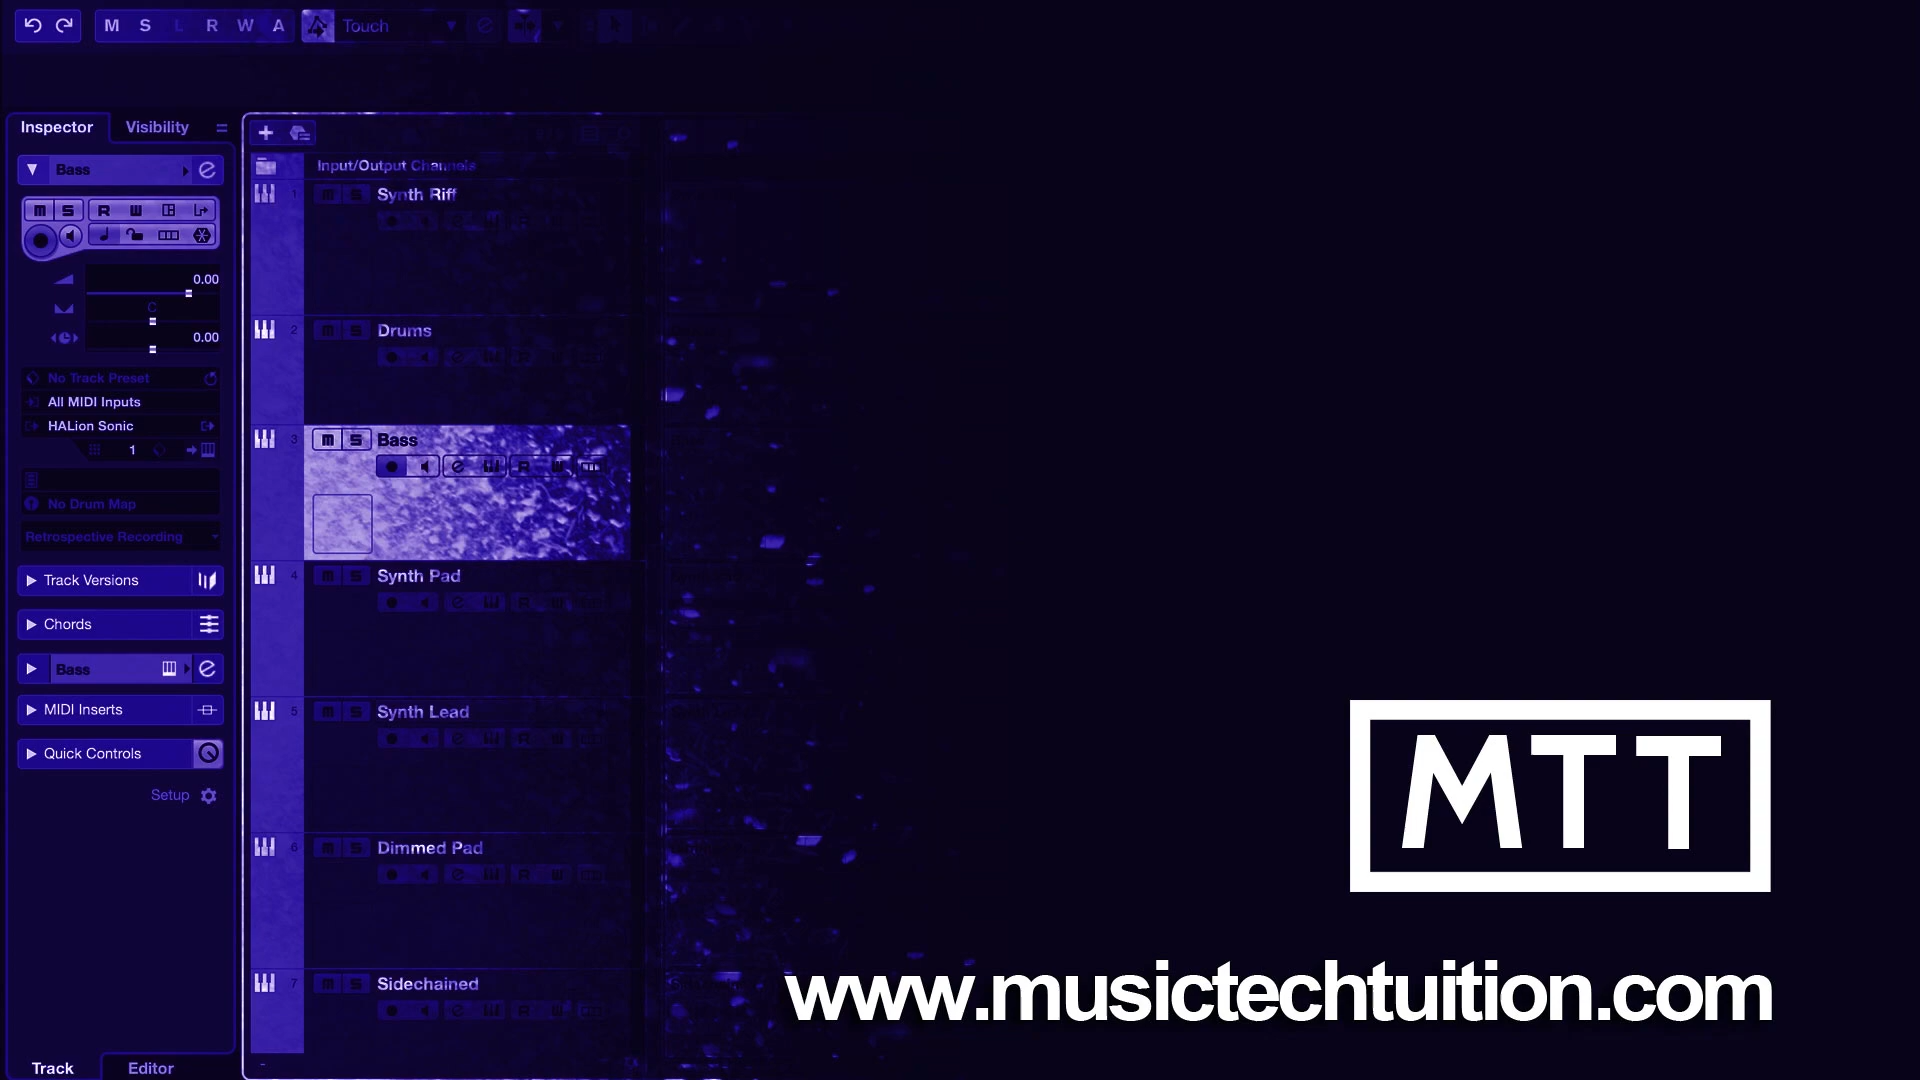 M S L R W A Touch
Inspector Visibility
Bass
M S R W
0.00
C
0.00
No Track Preset
All MIDI Inputs
HALion Sonic
1
No Drum Map
Retrospective Recording
Track Versions
Chords
Bass
MIDI Inserts
Quick Controls
Setup
Track Editor
Input/Output Channels
1 M S Synth Riff
2 M S Drums
3 M S Bass
R W
4 M S Synth Pad
R W
5 M S Synth Lead
R W
6 M S Dimmed Pad
R W
7 M S Sidechained
R W
MTT
www.musictechtuition.com